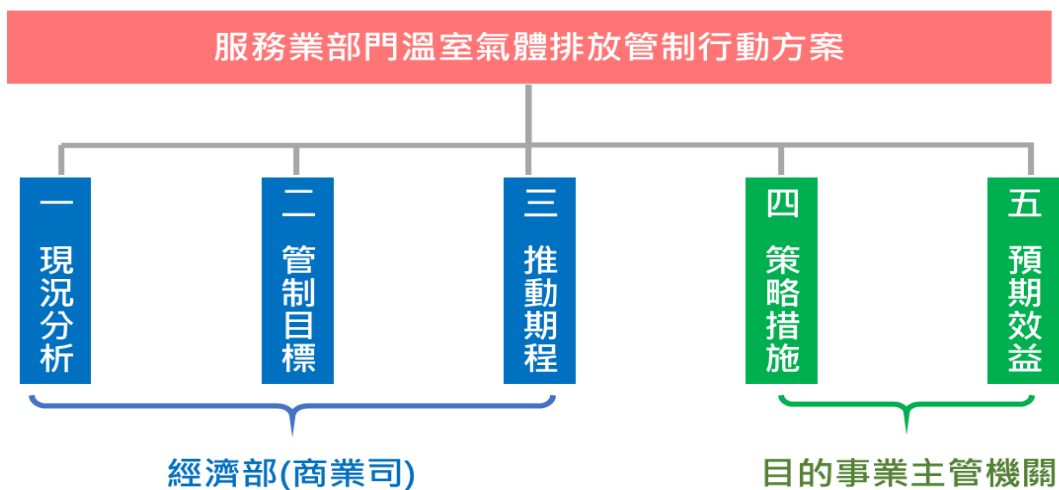 服務業部門溫室氣體排放管制行動方案
一 現況分析
二 管制目標
三 推動期程
四 策略措施
五 預期效益
經濟部(商業司)
目的事業主管機關